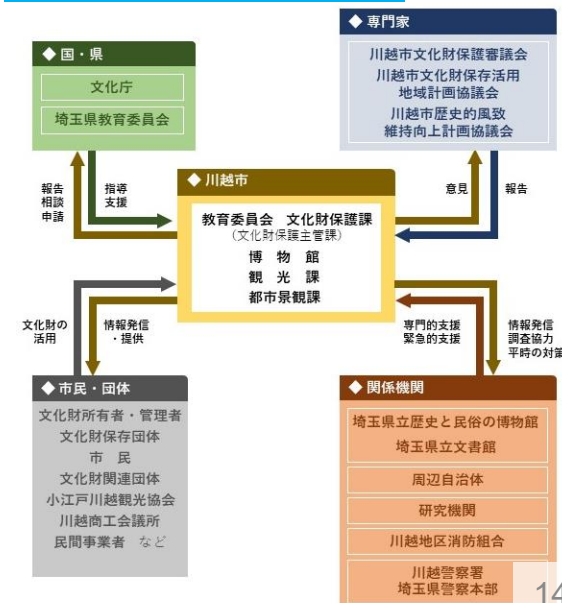 ◆ 国・県
文化庁
埼玉県教育委員会
◆ 専門家
川越市文化財保護審議会
川越市文化財保存活用
地域計画協議会
川越市歴史的風致
維持向上計画協議会
報告
相談
申請
指導
支援
◆ 川越市
教育委員会 文化財保護課
(文化財保護主管課)
博 物 館
観 光 課
都市景観課
意見
報告
文化財の
活用
情報発信
・提供
専門的支援
緊急的支援
情報発信
調査協力
平時の対策
◆ 市民・団体
文化財所有者・管理者
文化財保存団体
市 民
文化財関連団体
小江戸川越観光協会
川越商工会議所
民間事業者 など
◆ 関係機関
埼玉県立歴史と民俗の博物館
埼玉県立文書館
周辺自治体
研究機関
川越地区消防組合
川越警察署
埼玉県警察本部
14